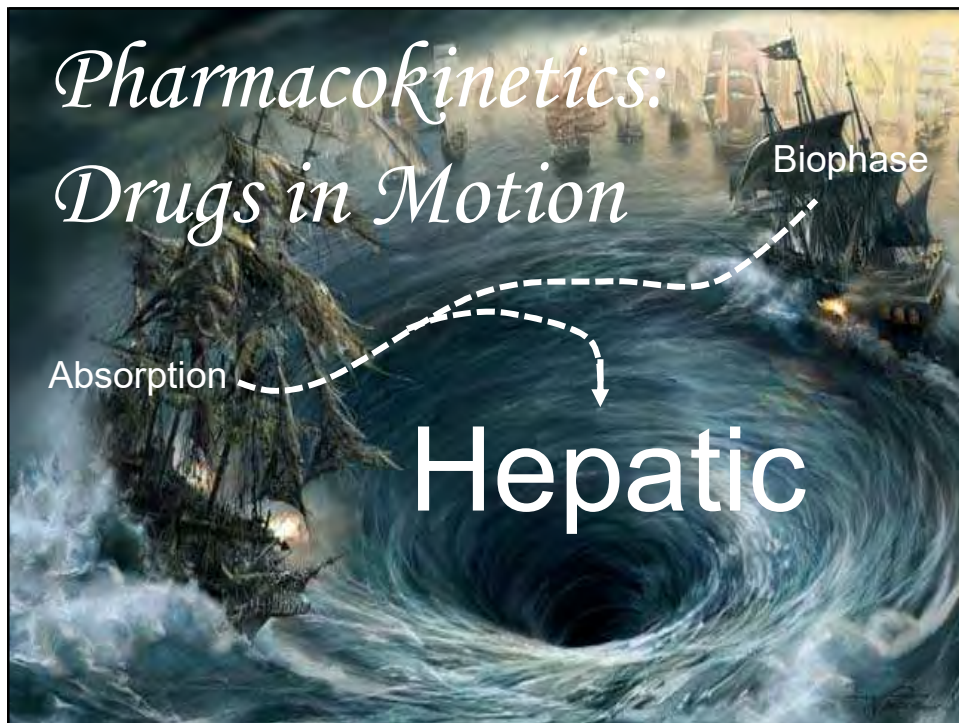 Pharmacokinetics:
Drugs in Motion
Biophase
Absorption
Hepatic